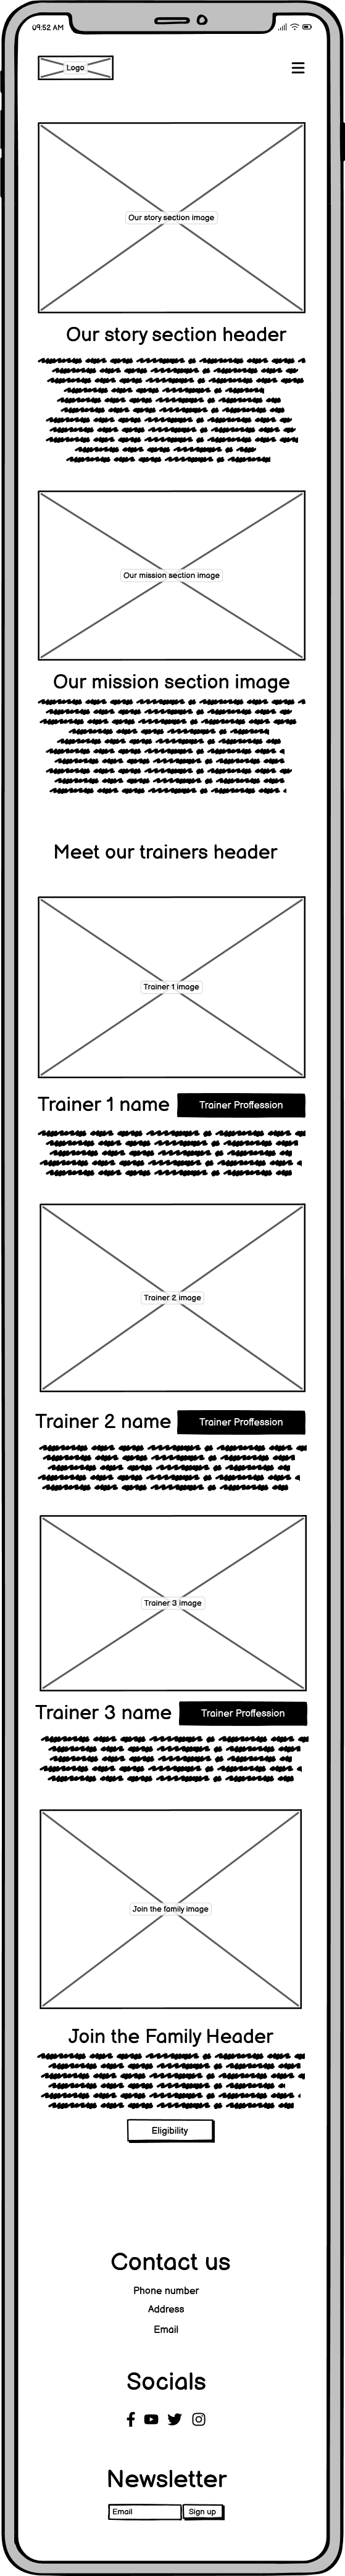 09:52 AM
Logo
Our story section image
Our story section header
Our mission section image
Our mission section image
Meet our trainers header
Trainer 1 image
Trainer 1 name
Trainer Proffession
Trainer 2 image
Trainer 2 name
Trainer Proffession
Trainer 3 image
Trainer 3 name
Trainer Proffession
Join the family image
Join the Family Header
Eligibility
Contact us
Phone number
Address
Email
Socials
Newsletter
Email
Sign up